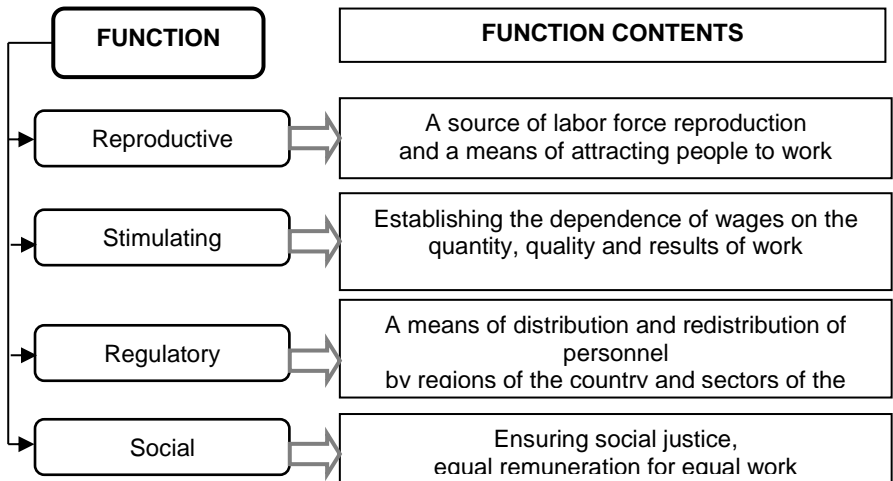 FUNCTION
FUNCTION CONTENTS
Reproductive
A source of labor force reproduction
and a means of attracting people to work
Stimulating
Establishing the dependence of wages on the
quantity, quality and results of work
Regulatory
A means of distribution and redistribution of
personnel
by regions of the country and sectors of the
Social
Ensuring social justice,
equal remuneration for equal work